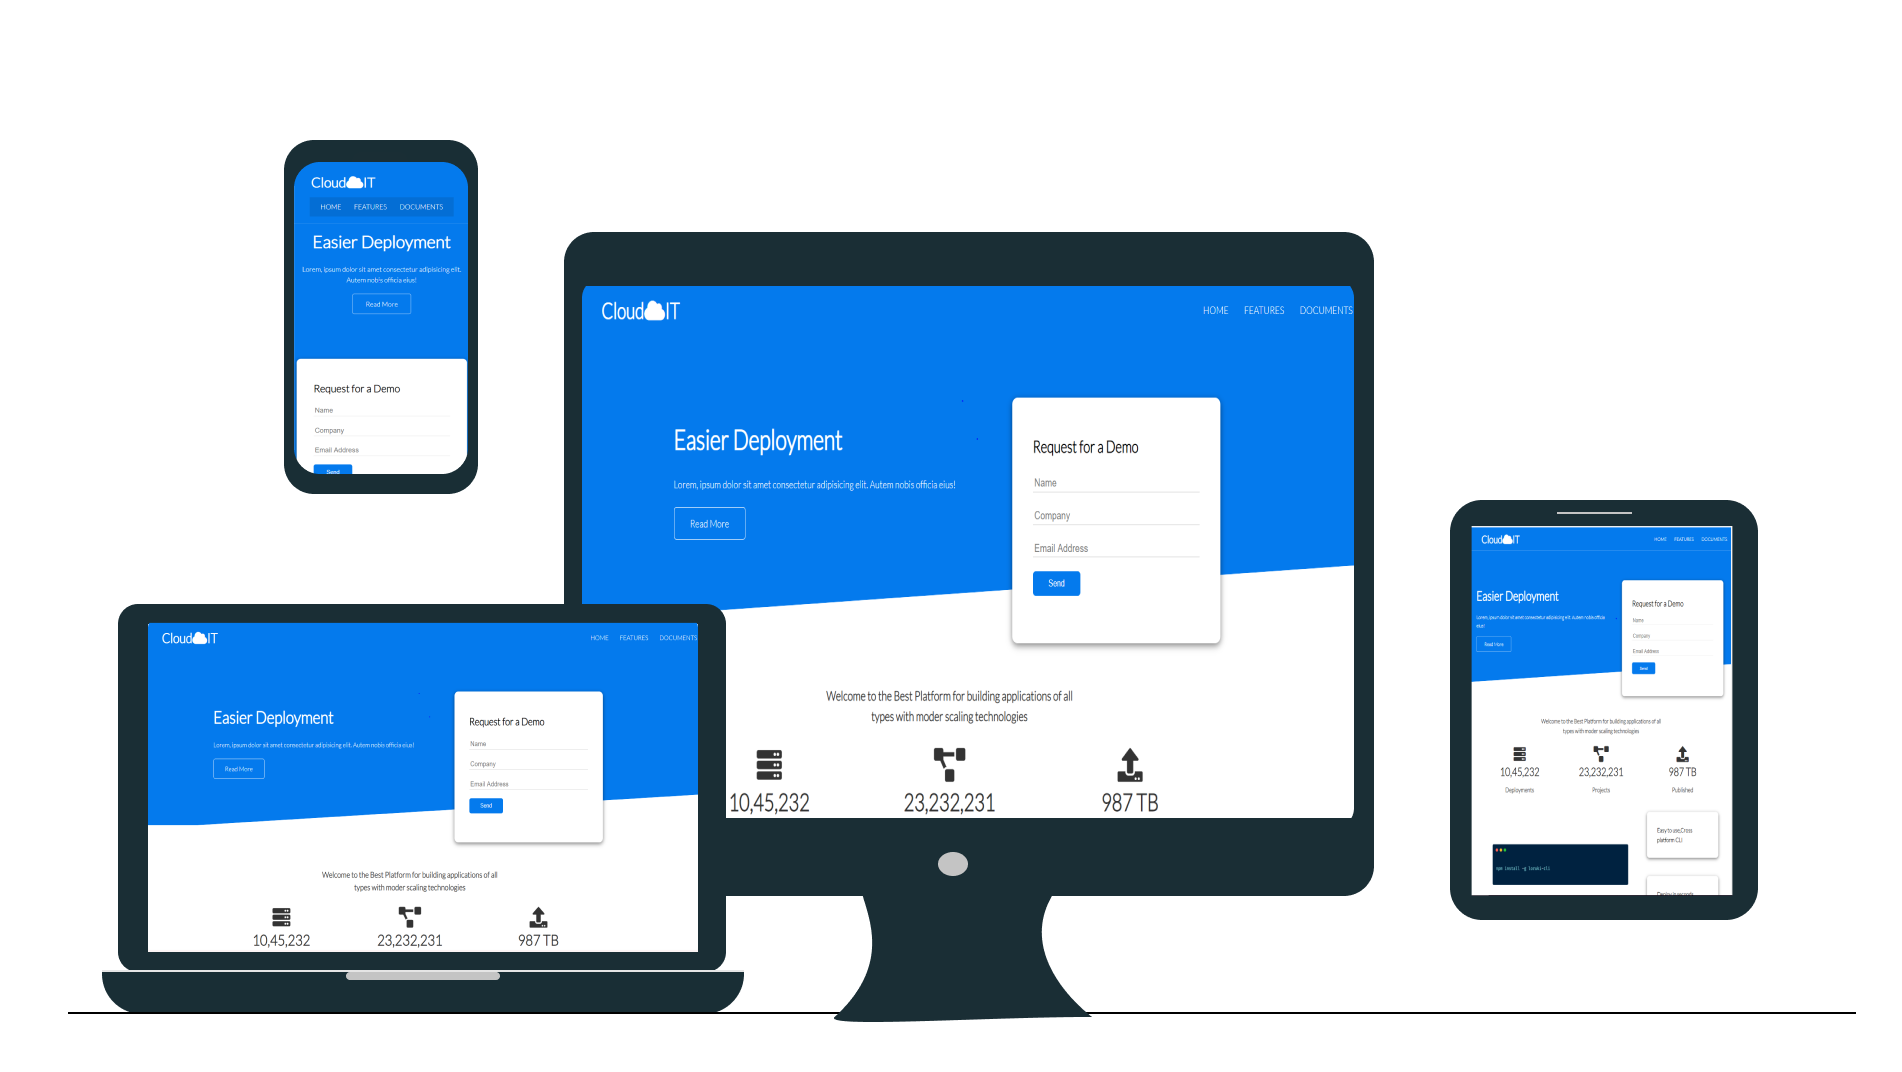 Cloud IT
HOME FEATURES DOCUMENTS
Easier Deployment
Lorem, ipsum dolor sit amet consectetur adipisicing elit.
Autem nobis officia eius!
Read More
Request for a Demo
Name
Company
Email Address
Send
Cloud IT
HOME FEATURES DOCUMENTS
Easier Deployment
Lorem, ipsum dolor sit amet consectetur adipisicing elit. Autem nobis officia eius!
Read More
Request for a Demo
Name
Company
Email Address
Send
Welcome to the Best Platform for building applications of all
types with moder scaling technologies
10,45,232 23,232,231 987 TB
Cloud IT
HOME FEATURES DOCUMENTS
Easier Deployment
Lorem, ipsum dolor sit amet consectetur adipisicing elit. Autem nobis officia eius!
Read More
Request for a Demo
Name
Company
Email Address
Send
Welcome to the Best Platform for building applications of all
types with moder scaling technologies
10,45,232 23,232,231 987 TB
Cloud IT
HOME FEATURES DOCUMENTS
Easier Deployment
Lorem, ipsum dolor sit amet consectetur adipisicing elit. Autem nobis officia
eius!
Read More
Request for a Demo
Name
Company
Email Address
Send
Welcome to the Best Platform for building applications of all
types with moder scaling technologies
10,45,232 23,232,231 987 TB
Deployments Projects Published
Easy to use,Cross
platform CLI
npm install -g